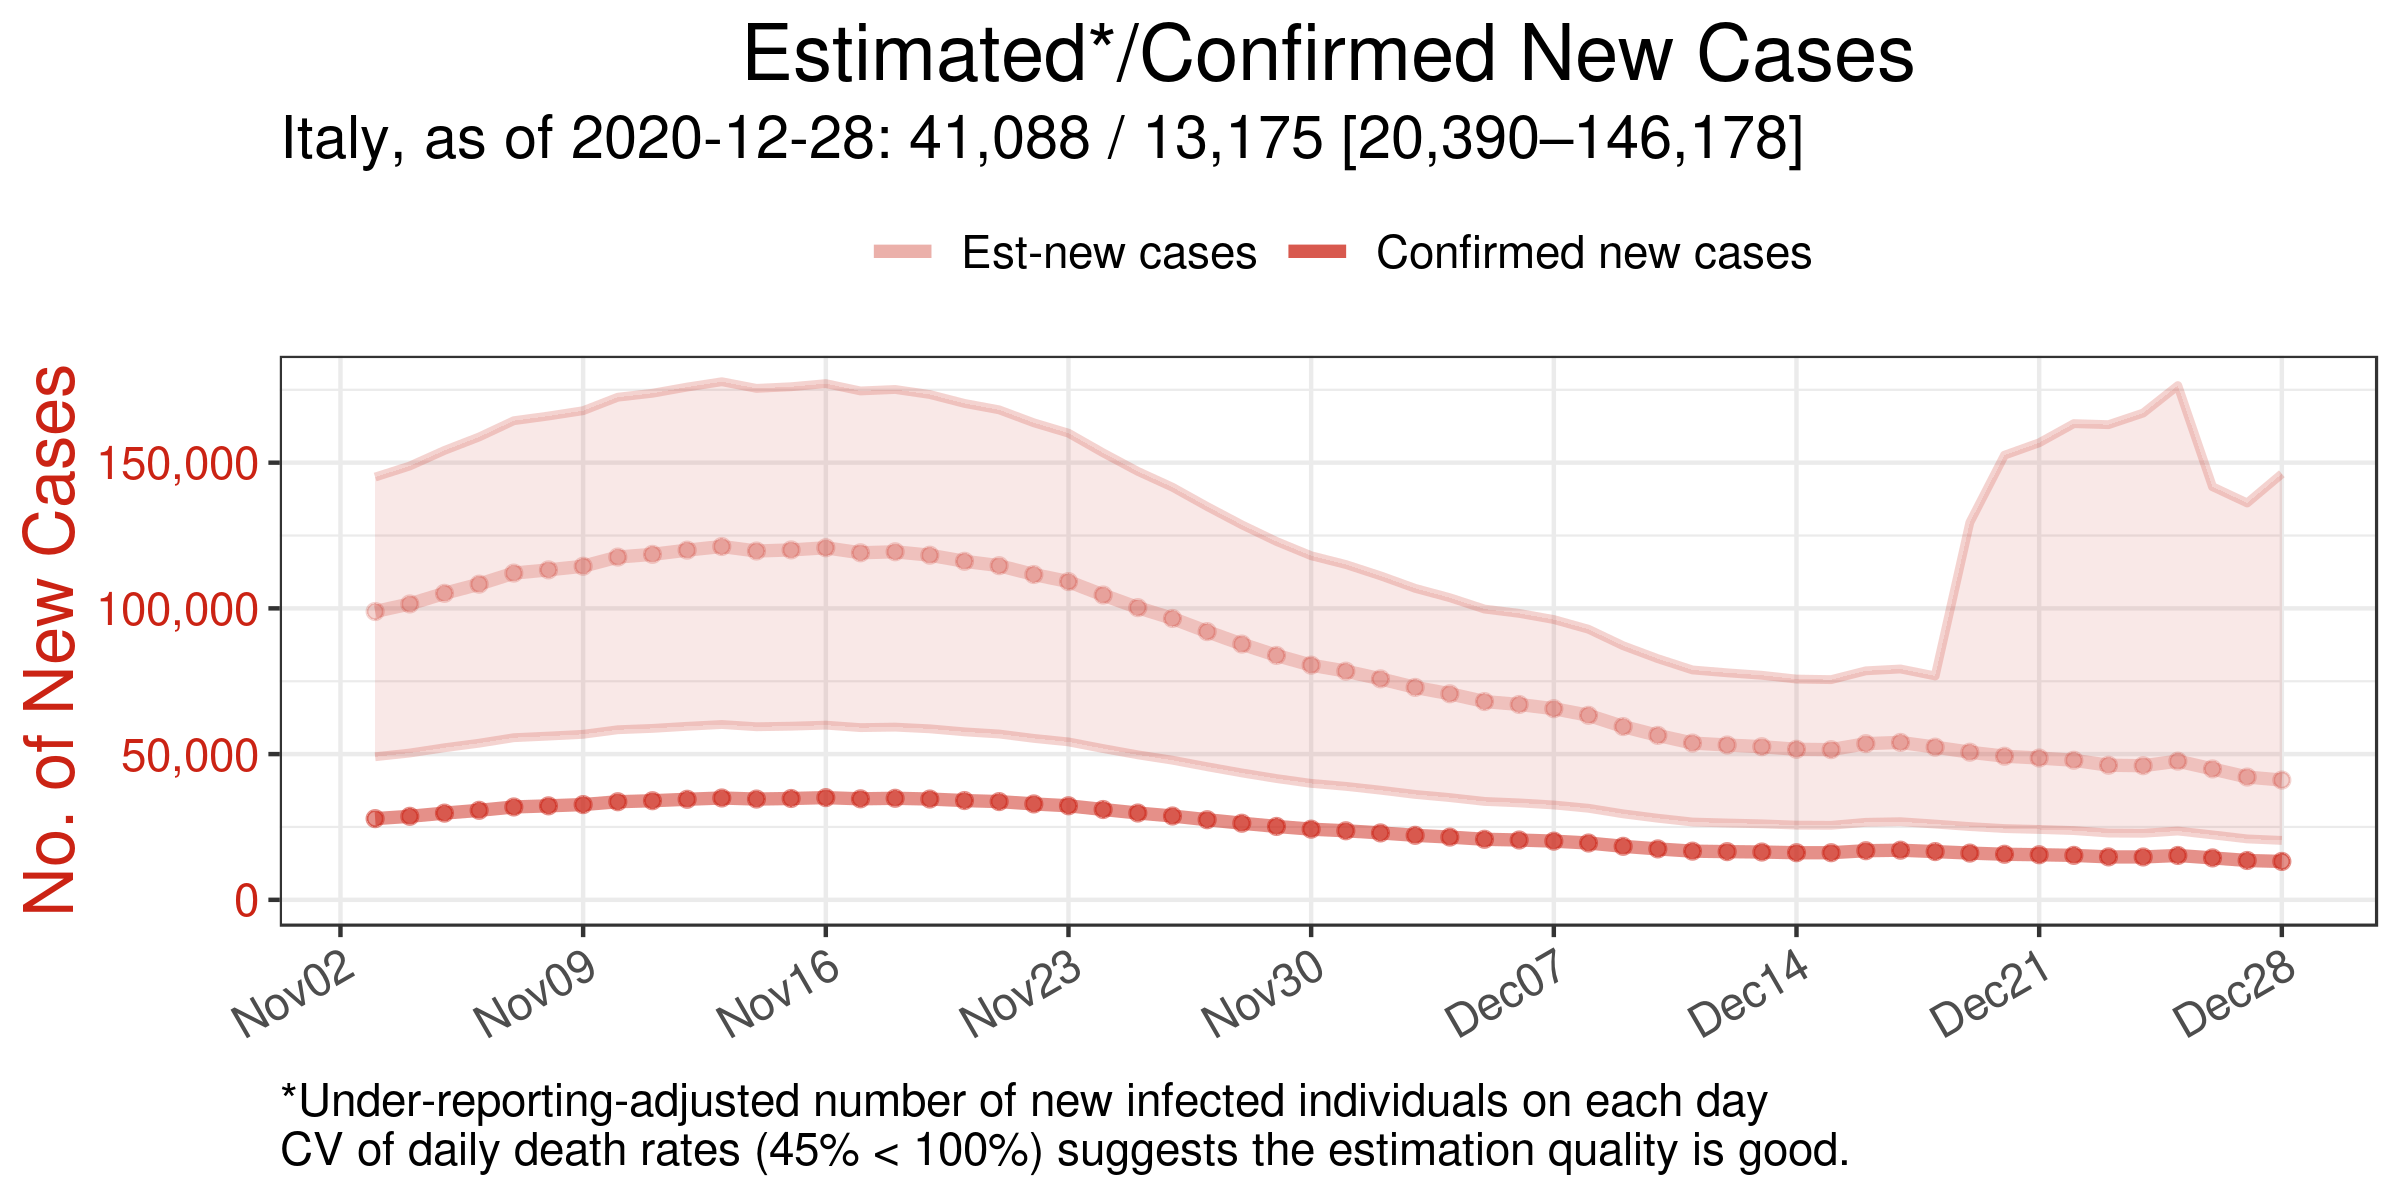 Estimated*/Confirmed New Cases
Italy, as of 2020-12-28: 41,088 / 13,175 [20,390–146,178]
Est-new cases
Confirmed new cases
No. of New Cases
150,000
100,000
50,000
0
Nov02
Nov09
Nov16
Nov23
Nov30
Dec07
Dec14
Dec21
Dec28
*Under-reporting-adjusted number of new infected individuals on each day
CV of daily death rates (45% < 100%) suggests the estimation quality is good.